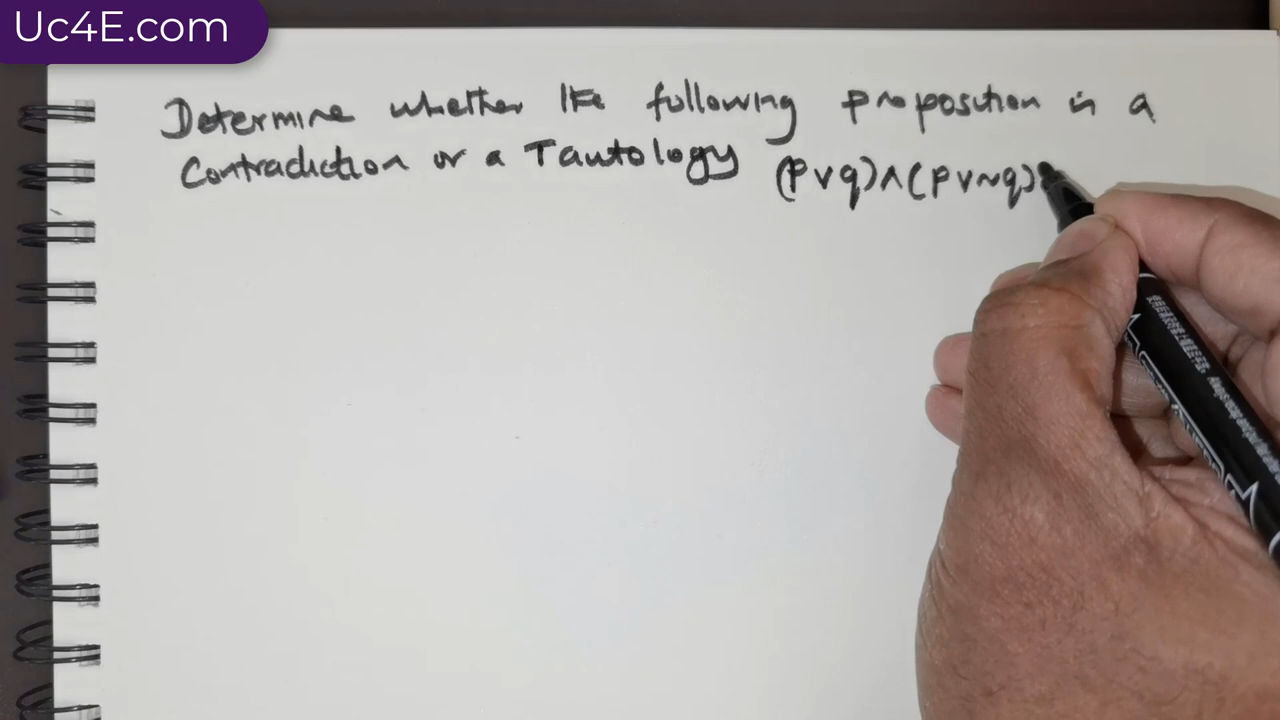 Uc4E.com
Determine whether the following proposition is a
Contradiction or a Tautology (p∨q)∧(p∨~q)